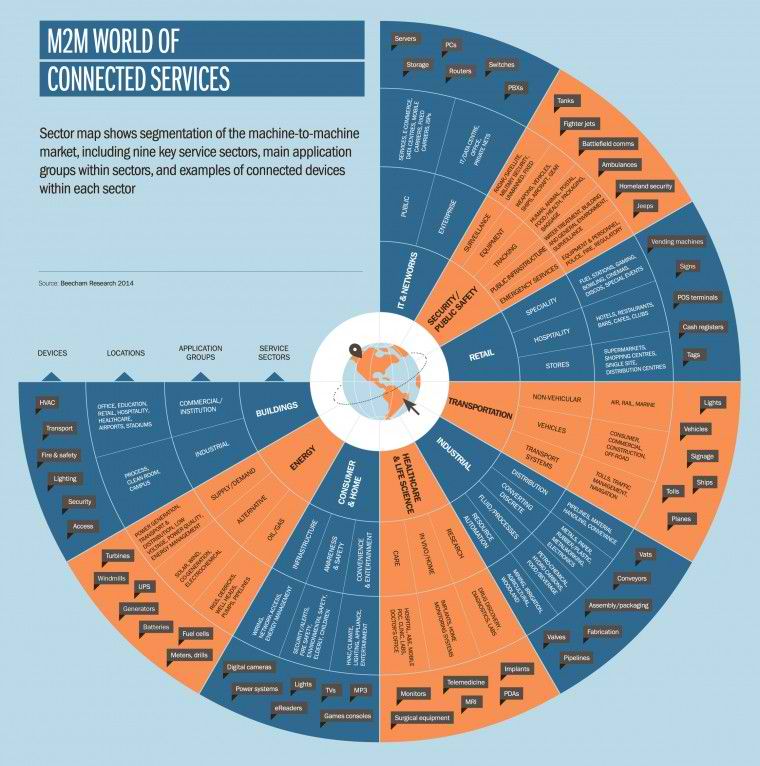 M2M WORLD OF
CONNECTED SERVICES
Sector map shows segmentation of the machine-to-machine
market, including nine key service sectors, main application
groups within sectors, and examples of connected devices
within each sector
Source: Beecham Research 2014
DEVICES
LOCATIONS
APPLICATION
GROUPS
SERVICE
SECTORS
IT & NETWORKS
PUBLIC
ENTERPRISE
SERVICES, E-COMMERCE,
DATA CENTRES, MOBILE
CARRIERS, FIXED
CARRIERS, ISPs
IT/DATA CENTRE,
OFFICE,
PRIVATE NETS
Servers
PCs
Storage
Routers
Switches
PBXs
SECURITY/
PUBLIC SAFETY
SURVEILLANCE
EQUIPMENT
TRACKING
PUBLIC INFRASTRUCTURE
EMERGENCY SERVICES
RADAR/SATELLITE,
MILITARY SECURITY,
UNMANNED, FIXED
WEAPONS, VEHICLES,
SHIPS, AIRCRAFT, GEAR
HUMAN, ANIMAL, POSTAL,
FOOD/HEALTH, PACKAGING,
BAGGAGE
WATER TREATMENT, BUILDING
AND GENERAL ENVIRONMENT,
SURVEILLANCE
EQUIPMENT & PERSONNEL,
POLICE, FIRE, REGULATORY
Tanks
Fighter jets
Battlefield comms
Ambulances
Homeland security
Jeeps
RETAIL
SPECIALITY
HOSPITALITY
STORES
FUEL STATIONS, GAMING,
BOWLING, CINEMAS,
DISCOS, SPECIAL EVENTS
HOTELS, RESTAURANTS,
BARS, CAFES, CLUBS
SUPERMARKETS,
SHOPPING CENTRES,
SINGLE SITE,
DISTRIBUTION CENTRES
Vending machines
Signs
POS terminals
Cash registers
Tags
TRANSPORTATION
NON-VEHICULAR
VEHICLES
TRANSPORT
SYSTEMS
AIR, RAIL, MARINE
CONSUMER,
COMMERCIAL,
CONSTRUCTION,
OFF-ROAD
TOLLS, TRAFFIC
MANAGEMENT,
NAVIGATION
Lights
Vehicles
Signage
Ships
Tolls
Planes
INDUSTRIAL
DISTRIBUTION
CONVERTING
DISCRETE
FLUID/PROCESSES
RESOURCE
AUTOMATION
PIPELINES, MATERIAL
HANDLING, CONVEYANCE
METALS, PAPER,
RUBBER/PLASTIC,
METALWORKING,
ELECTRONICS
PETRO-CHEMICAL,
HYDRO CARBONS,
FOOD/BEVERAGE
MINING, IRRIGATION,
AGRICULTURAL,
WOODLAND
Vats
Conveyors
Assembly/packaging
Fabrication
Valves
Pipelines
HEALTHCARE
& LIFE SCIENCE
RESEARCH
IN VIVO/HOME
CARE
DRUG DISCOVERY,
DIAGNOSTICS, LABS
IMPLANTS, HOME
MONITORING SYSTEMS
HOSPITAL, A&E, MOBILE
POC, CLINIC, LABS,
DOCTOR'S OFFICE
Implants
Telemedicine
PDAs
MRI
Monitors
Surgical equipment
CONSUMER
& HOME
INFRASTRUCTURE
AWARENESS
& SAFETY
CONVENIENCE
& ENTERTAINMENT
WIRING,
NETWORK ACCESS,
ENERGY MANAGEMENT
SECURITY/ALERTS,
FIRE SAFETY,
ENVIRONMENTAL SAFETY,
ELDERLY, CHILDREN
HVAC/CLIMATE,
LIGHTING, APPLIANCE,
ENTERTAINMENT
Digital cameras
Power systems
Lights
TVs
MP3
eReaders
Games consoles
ENERGY
SUPPLY/DEMAND
ALTERNATIVE
OIL/GAS
POWER GENERATION,
TRANSPORT &
DISTRIBUTION, LOW
VOLTAGE, POWER QUALITY,
ENERGY MANAGEMENT
SOLAR, WIND,
CO-GENERATION,
ELECTROCHEMICAL
RIGS, DERRICKS,
WELL HEADS,
PUMPS, PIPELINES
Turbines
Windmills
UPS
Generators
Batteries
Fuel cells
Meters, drills
BUILDINGS
COMMERCIAL/
INSTITUTION
INDUSTRIAL
OFFICE, EDUCATION,
RETAIL, HOSPITALITY,
HEALTHCARE,
AIRPORTS, STADIUMS
PROCESS,
CLEAN ROOM,
CAMPUS
HVAC
Transport
Fire & safety
Lighting
Security
Access